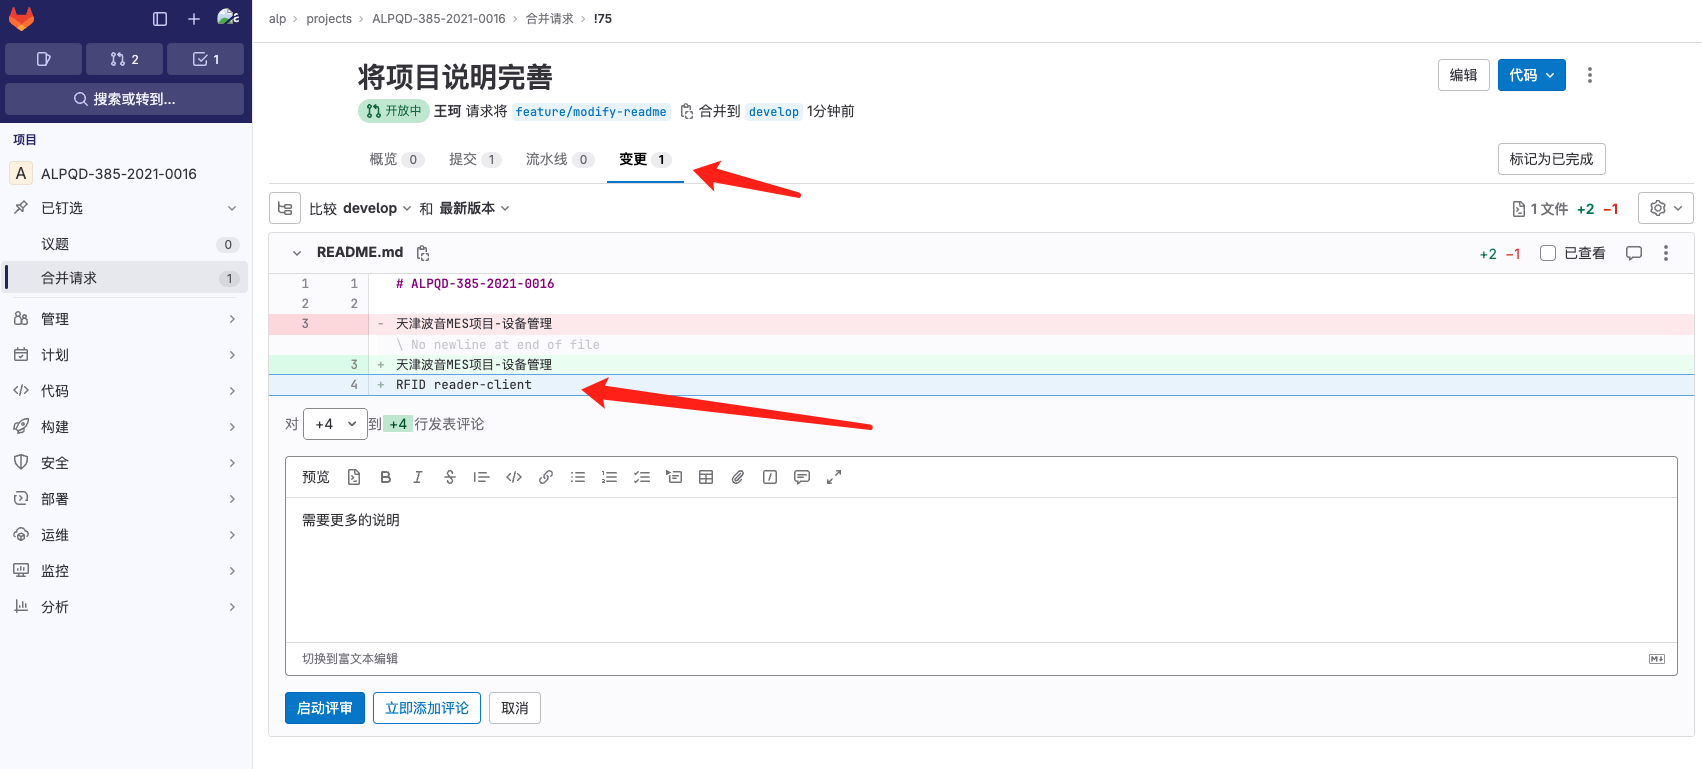 alp › projects › ALPQD-385-2021-0016 › 合并请求 › !75
2
1
搜索或转到...
项目
A ALPQD-385-2021-0016
已钉选
议题 0
合并请求 1
管理
计划
代码
构建
安全
部署
运维
监控
分析
将项目说明完善
编辑
代码
开放中 王珂 请求将 feature/modify-readme 合并到 develop 1分钟前
概览 0 提交 1 流水线 0 变更 1
标记为已完成
比较 develop 和 最新版本
1 文件 +2 −1
README.md
+2 −1 已查看
1 1 # ALPQD-385-2021-0016
2 2
3 - 天津波音MES项目-设备管理
\ No newline at end of file
3 + 天津波音MES项目-设备管理
4 + RFID reader-client
对 +4 到 +4 行发表评论
预览
需要更多的说明
切换到富文本编辑
启动评审 立即添加评论 取消